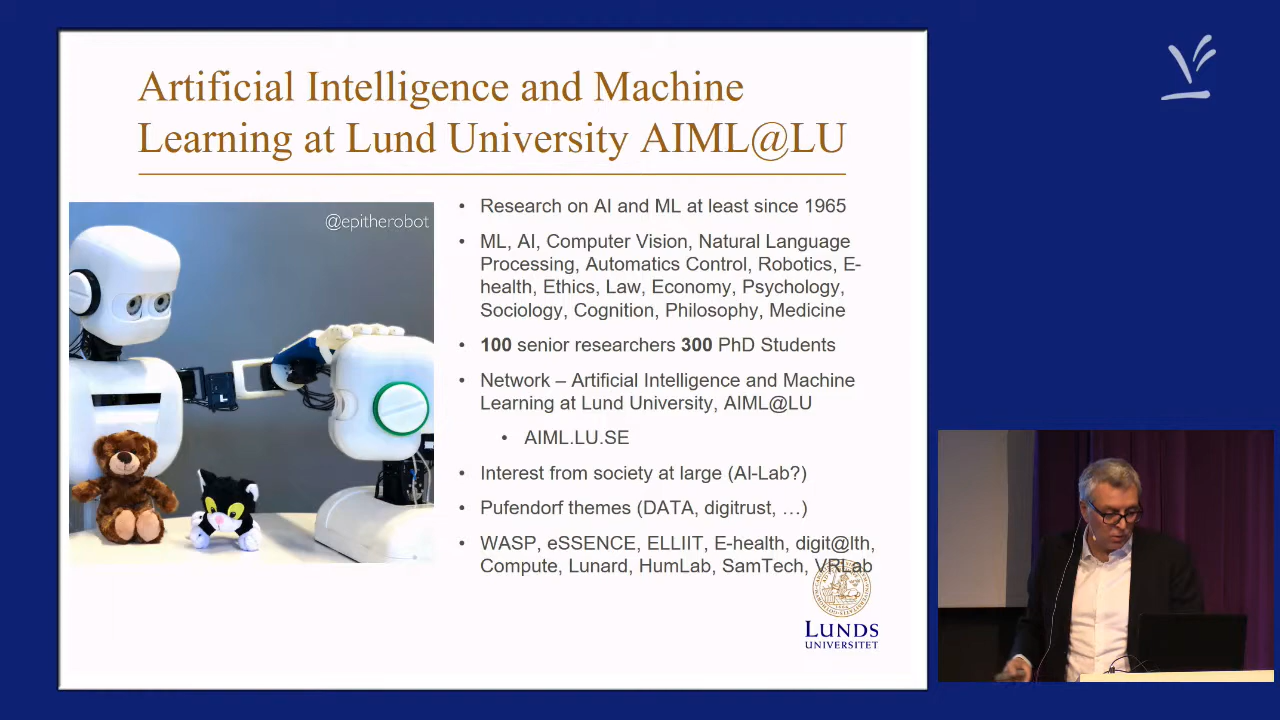 Artificial Intelligence and Machine
Learning at Lund University AIML@LU
@epitherobot
• Research on AI and ML at least since 1965
• ML, AI, Computer Vision, Natural Language
Processing, Automatics Control, Robotics, E-
health, Ethics, Law, Economy, Psychology,
Sociology, Cognition, Philosophy, Medicine
• 100 senior researchers 300 PhD Students
• Network – Artificial Intelligence and Machine
Learning at Lund University, AIML@LU
• AIML.LU.SE
• Interest from society at large (AI-Lab?)
• Pufendorf themes (DATA, digitrust, …)
• WASP, eSSENCE, ELLIIT, E-health, digit@lth,
Compute, Lunard, HumLab, SamTech, VRLab
LUNDS
UNIVERSITET